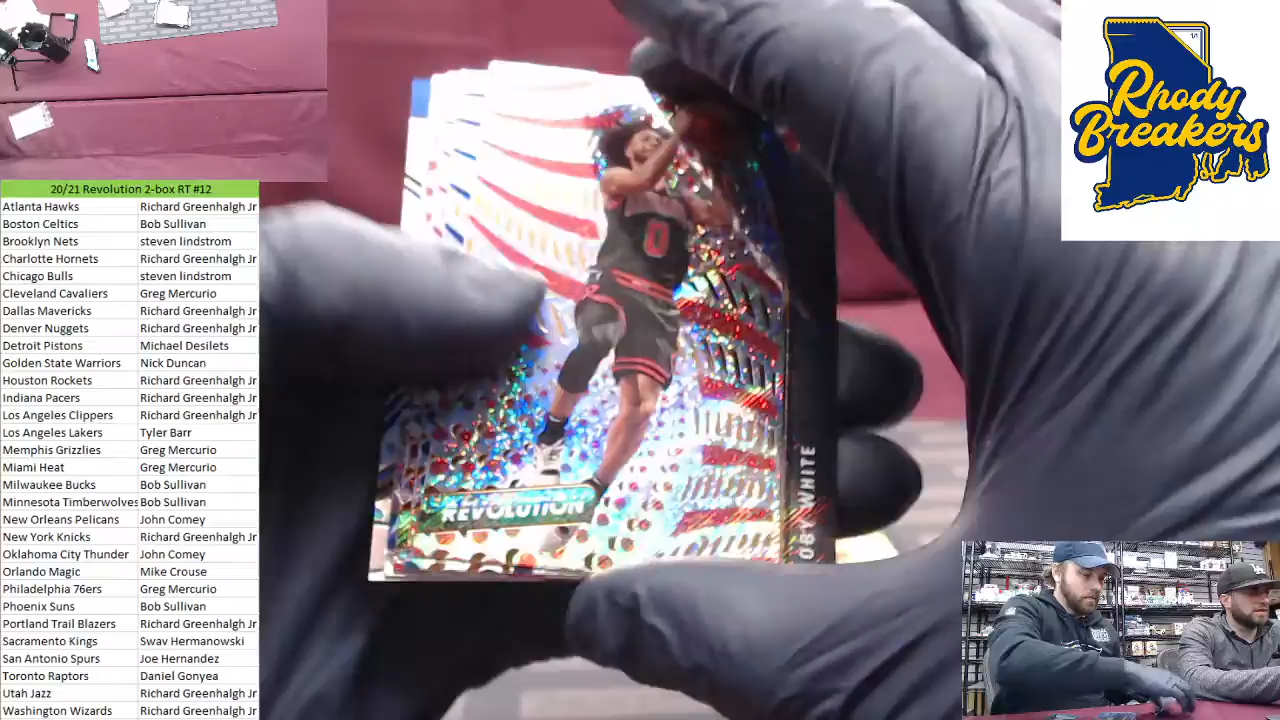 20/21 Revolution 2-box RT #12
Atlanta Hawks Richard Greenhalgh Jr
Boston Celtics Bob Sullivan
Brooklyn Nets steven lindstrom
Charlotte Hornets Richard Greenhalgh Jr
Chicago Bulls steven lindstrom
Cleveland Cavaliers Greg Mercurio
Dallas Mavericks Richard Greenhalgh Jr
Denver Nuggets Richard Greenhalgh Jr
Detroit Pistons Michael Desilets
Golden State Warriors Nick Duncan
Houston Rockets Richard Greenhalgh Jr
Indiana Pacers Richard Greenhalgh Jr
Los Angeles Clippers Richard Greenhalgh Jr
Los Angeles Lakers Tyler Barr
Memphis Grizzlies Greg Mercurio
Miami Heat Greg Mercurio
Milwaukee Bucks Bob Sullivan
Minnesota Timberwolves Bob Sullivan
New Orleans Pelicans John Comey
New York Knicks Richard Greenhalgh Jr
Oklahoma City Thunder John Comey
Orlando Magic Mike Crouse
Philadelphia 76ers Greg Mercurio
Phoenix Suns Bob Sullivan
Portland Trail Blazers Richard Greenhalgh Jr
Sacramento Kings Swav Hermanowski
San Antonio Spurs Joe Hernandez
Toronto Raptors Daniel Gonyea
Utah Jazz Richard Greenhalgh Jr
Washington Wizards Richard Greenhalgh Jr
0
REVOLUTION
OBY WHITE
1/1
Rhody
Breakers